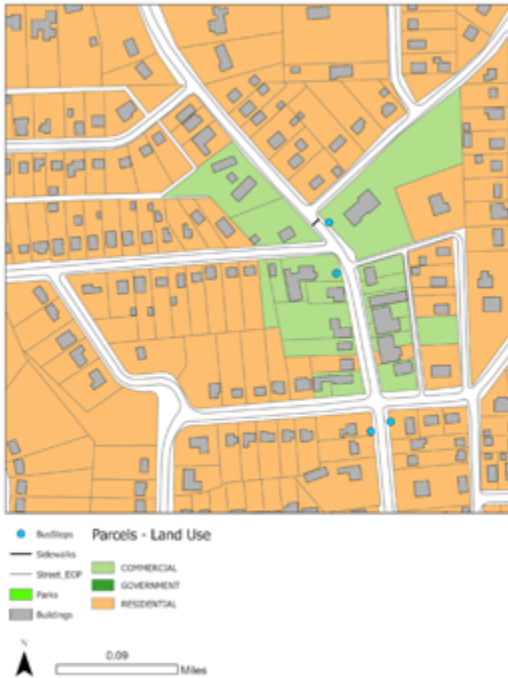 BusStops
Parcels - Land Use
Sidewalks
Street_EOP
COMMERCIAL
Parks
GOVERNMENT
Buildings
RESIDENTIAL
N
0.09
Miles